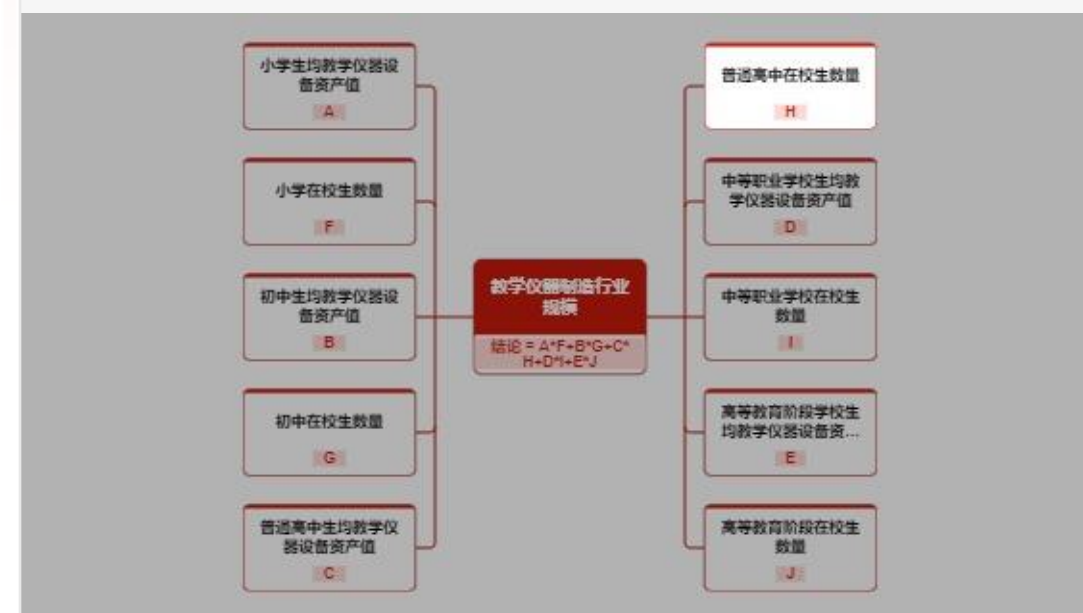 小学生均教学仪器设
备资产值
A
小学在校生数量
F
初中生均教学仪器设
备资产值
B
初中在校生数量
G
普通高中生均教学仪
器设备资产值
C
教学仪器制造行业
规模
结论 = A*F+B*G+C*
H+D*I+E*J
普通高中在校生数量
H
中等职业学校生均教
学仪器设备资产值
D
中等职业学校在校生
数量
I
高等教育阶段学校生
均教学仪器设备资...
E
高等教育阶段在校生
数量
J